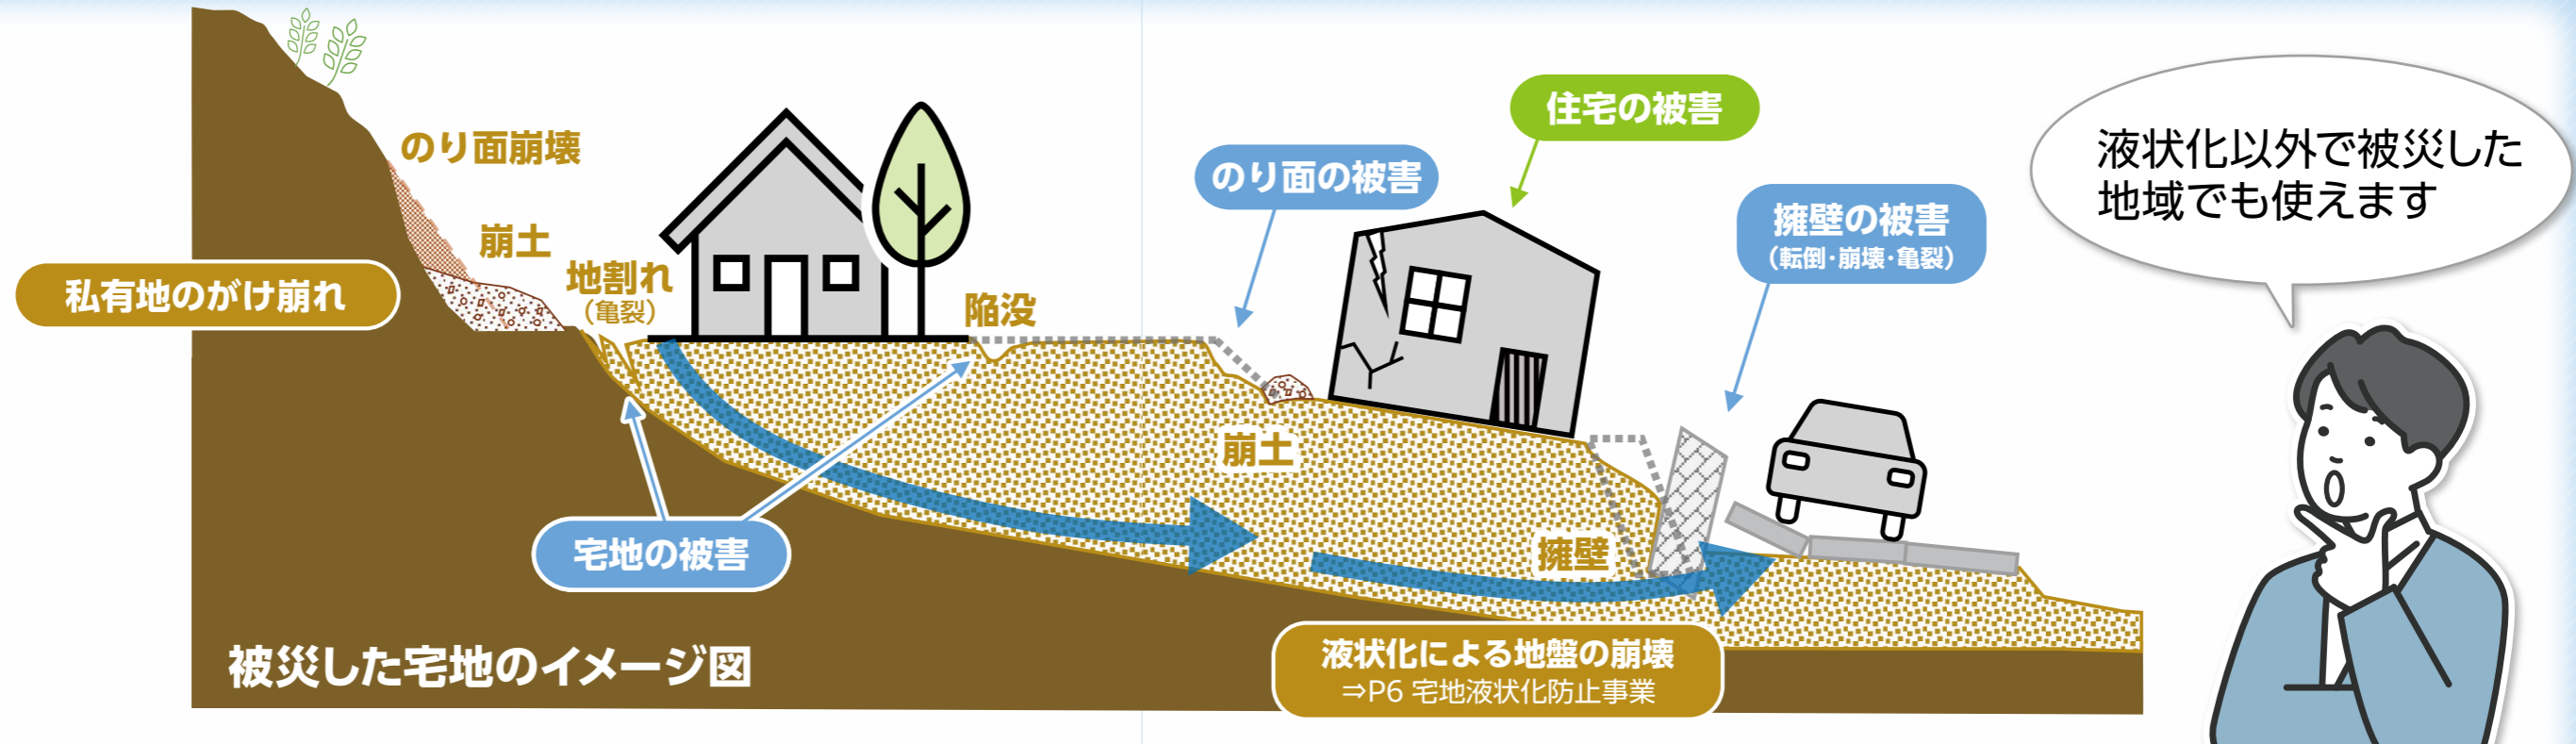 のり面崩壊
崩土
私有地のがけ崩れ
地割れ
（亀裂）
陥没
宅地の被害
のり面の被害
住宅の被害
擁壁の被害
（転倒・崩壊・亀裂）
崩土
擁壁
液状化による地盤の崩壊
⇒P6 宅地液状化防止事業
被災した宅地のイメージ図
液状化以外で被災した
地域でも使えます